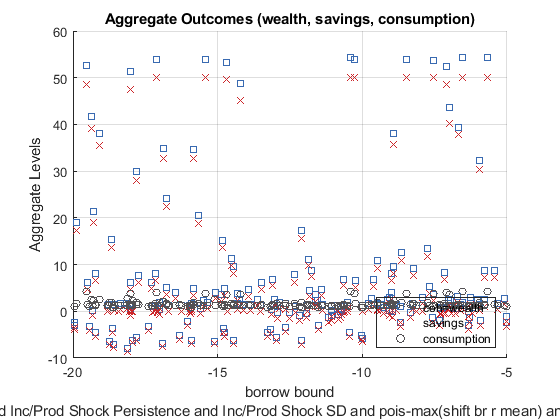 Aggregate Outcomes (wealth, savings, consumption)
60
50
40
30
20
10
0
-10
Aggregate Levels
-20
-15
-10
-5
savings
consumption
borrow bound
d Inc/Prod Shock Persistence and Inc/Prod Shock SD and pois-max(shift br r mean) ar